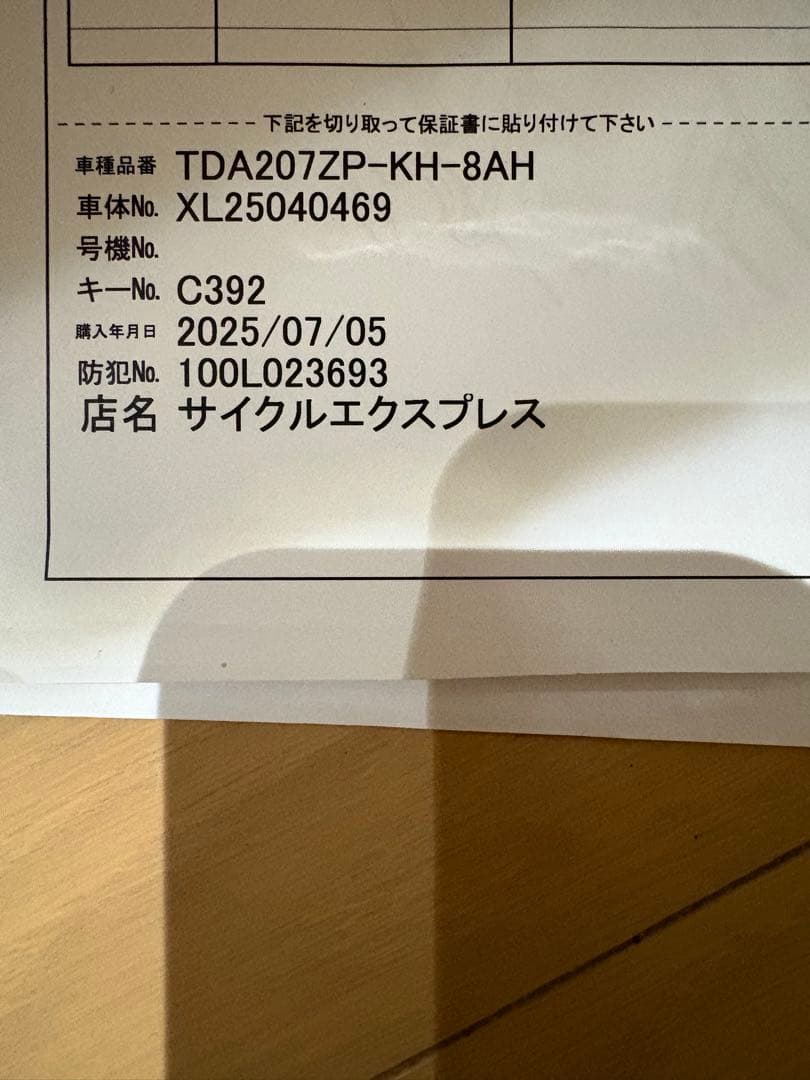 下記を切り取って保証書に貼り付けて下さい
車種品番 TDA207ZP-KH-8AH
車体No. XL25040469
号機No.
キーNo. C392
購入年月日 2025/07/05
防犯No. 100L023693
店名 サイクルエクスプレス